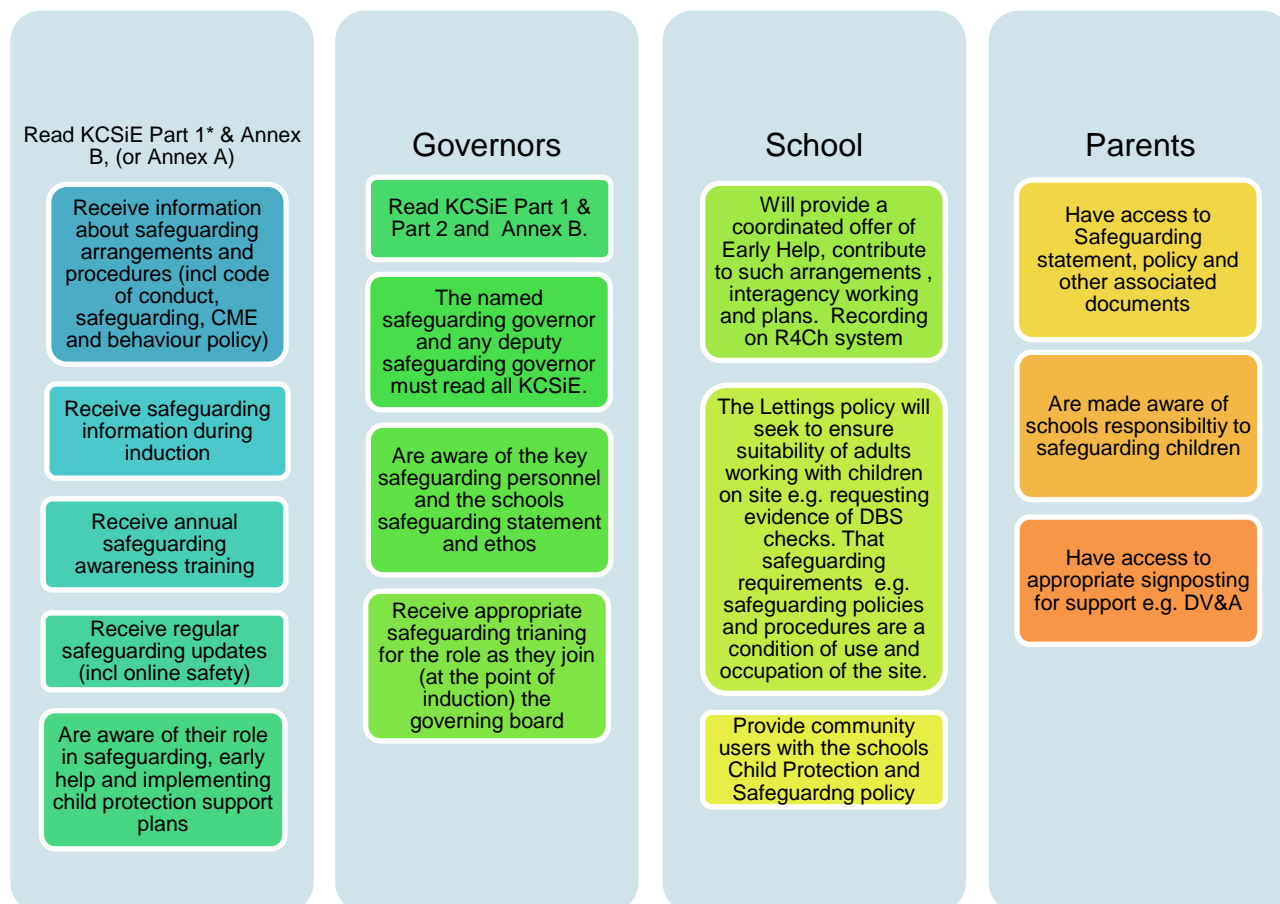 Read KCSiE Part 1* & Annex
B, (or Annex A)
Receive information
about safeguarding
arrangements and
procedures (incl code
of conduct,
safeguarding, CME
and behaviour policy)
Receive safeguarding
information during
induction
Receive annual
safeguarding
awareness training
Receive regular
safeguarding updates
(incl online safety)
Are aware of their role
in safeguarding, early
help and implementing
child protection support
plans
Governors
Read KCSiE Part 1 &
Part 2 and Annex B.
The named
safeguarding governor
and any deputy
safeguarding governor
must read all KCSiE.
Are aware of the key
safeguarding personnel
and the schools
safeguarding statement
and ethos
Receive appropriate
safeguarding trianing
for the role as they join
(at the point of
induction) the
governing board
School
Will provide a
coordinated offer of
Early Help, contribute
to such arrangements ,
interagency working
and plans. Recording
on R4Ch system
The Lettings policy will
seek to ensure
suitability of adults
working with children
on site e.g. requesting
evidence of DBS
checks. That
safeguarding
requirements e.g.
safeguarding policies
and procedures are a
condition of use and
occupation of the site.
Provide community
users with the schools
Child Protection and
Safeguardng policy
Parents
Have access to
Safeguarding
statement, policy and
other associated
documents
Are made aware of
schools responsibiltiy to
safeguarding children
Have access to
appropriate signposting
for support e.g. DV&A